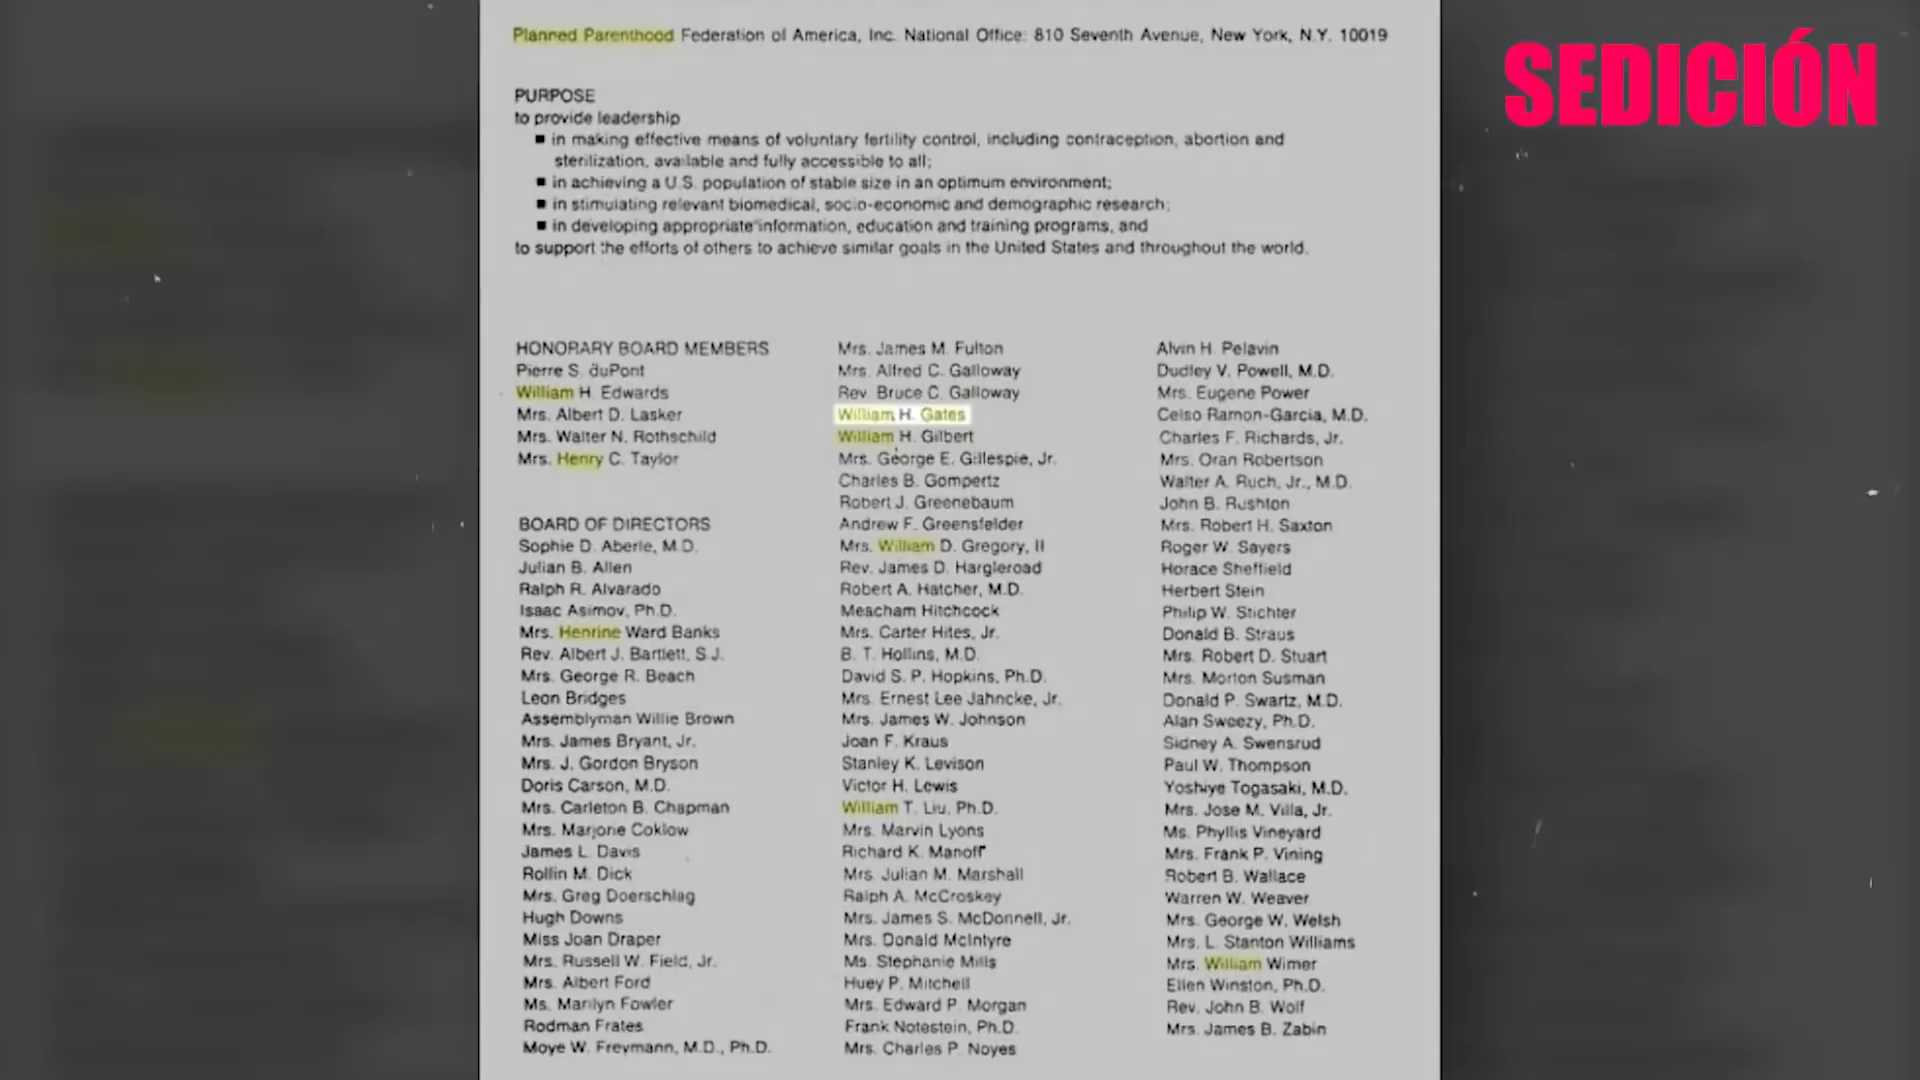 Planned Parenthood Federation of America, Inc. National Office: 810 Seventh Avenue, New York, N.Y. 10019
SEDICIÓN
PURPOSE
to provide leadership
■ in making effective means of voluntary fertility control, including contraception, abortion and
sterilization, available and fully accessible to all;
■ in achieving a U.S. population of stable size in an optimum environment;
■ in stimulating relevant biomedical, socio-economic and demographic research;
■ in developing appropriate information, education and training programs, and
to support the efforts of others to achieve similar goals in the United States and throughout the world.
HONORARY BOARD MEMBERS
Pierre S. duPont
William H. Edwards
Mrs. Albert D. Lasker
Mrs. Walter N. Rothschild
Mrs. Henry C. Taylor
BOARD OF DIRECTORS
Sophie D. Aberle, M.D.
Julian B. Allen
Ralph R. Alvarado
Isaac Asimov, Ph.D.
Mrs. Henrine Ward Banks
Rev. Albert J. Bartlett, S.J.
Mrs. George R. Beach
Leon Bridges
Assemblyman Willie Brown
Mrs. James Bryant, Jr.
Mrs. J. Gordon Bryson
Doris Carson, M.D.
Mrs. Carleton B. Chapman
Mrs. Marjorie Coklow
James L. Davis
Rollin M. Dick
Mrs. Greg Doerschlag
Hugh Downs
Miss Joan Draper
Mrs. Russell W. Field, Jr.
Mrs. Albert Ford
Ms. Marilyn Fowler
Rodman Frates
Moye W. Freymann, M.D., Ph.D.
Mrs. James M. Fulton
Mrs. Alfred C. Galloway
Rev. Bruce C. Galloway
William H. Gates
William H. Gilbert
Mrs. George E. Gillespie, Jr.
Charles B. Gompertz
Robert J. Greenebaum
Andrew F. Greensfelder
Mrs. William D. Gregory, II
Rev. James D. Hargleroad
Robert A. Hatcher, M.D.
Meacham Hitchcock
Mrs. Carter Hites, Jr.
B. T. Hollins, M.D.
David S. P. Hopkins, Ph.D.
Mrs. Ernest Lee Jahncke, Jr.
Mrs. James W. Johnson
Joan F. Kraus
Stanley K. Levison
Victor H. Lewis
William T. Liu, Ph.D.
Mrs. Marvin Lyons
Richard K. Manoff
Mrs. Julian M. Marshall
Ralph A. McCroskey
Mrs. James S. McDonnell, Jr.
Mrs. Donald McIntyre
Ms. Stephanie Mills
Huey P. Mitchell
Mrs. Edward P. Morgan
Frank Notestein, Ph.D.
Mrs. Charles P. Noyes
Alvin H. Pelavin
Dudley V. Powell, M.D.
Mrs. Eugene Power
Celso Ramon-Garcia, M.D.
Charles F. Richards, Jr.
Mrs. Oran Robertson
Walter A. Ruch, Jr., M.D.
John B. Rushton
Mrs. Robert H. Saxton
Roger W. Sayers
Horace Sheffield
Herbert Stein
Philip W. Stichter
Donald B. Straus
Mrs. Robert D. Stuart
Mrs. Morton Susman
Donald P. Swartz, M.D.
Alan Sweezy, Ph.D.
Sidney A. Swensrud
Paul W. Thompson
Yoshiye Togasaki, M.D.
Mrs. Jose M. Villa, Jr.
Ms. Phyllis Vineyard
Mrs. Frank P. Vining
Robert B. Wallace
Warren W. Weaver
Mrs. George W. Welsh
Mrs. L. Stanton Williams
Mrs. William Wimer
Ellen Winston, Ph.D.
Rev. John B. Wolf
Mrs. James B. Zabin